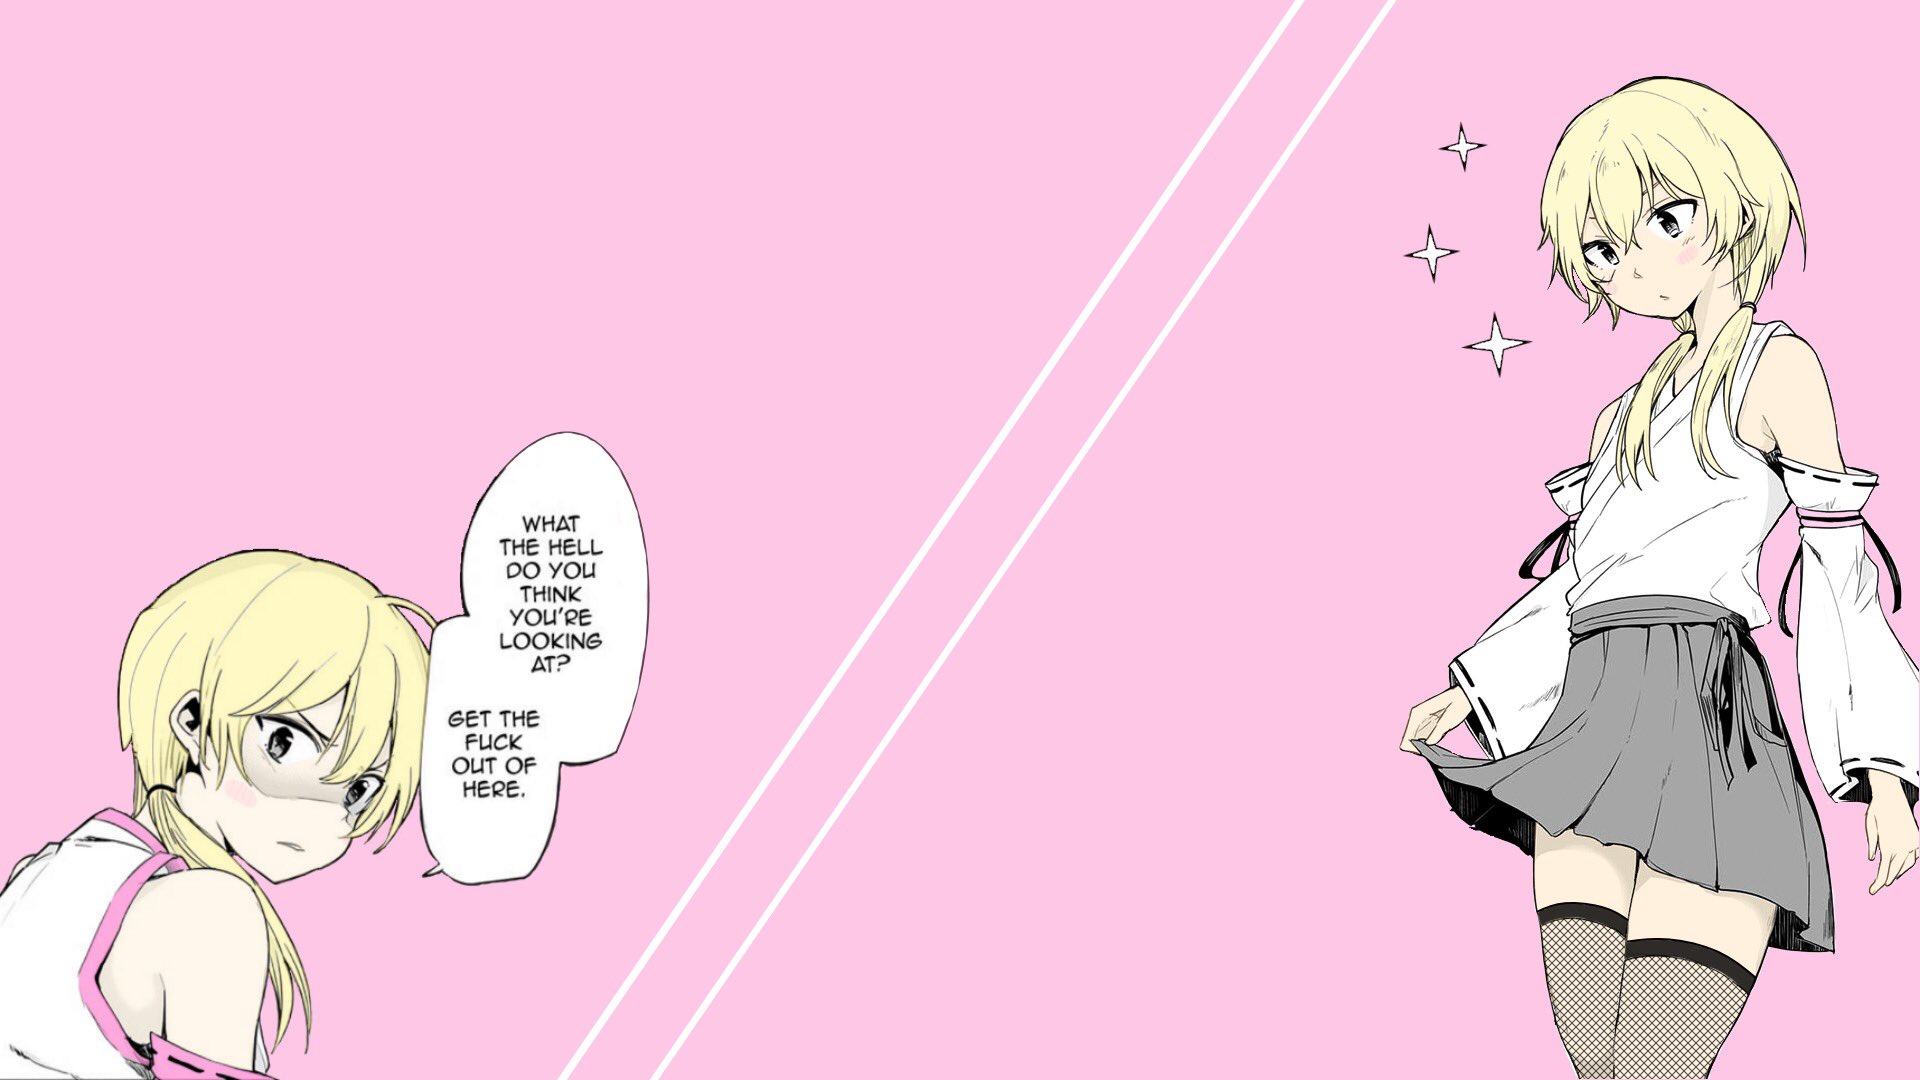 WHAT
THE HELL
DO YOU
THINK
YOU'RE
LOOKING
AT?
GET THE
FUCK
OUT OF
HERE.